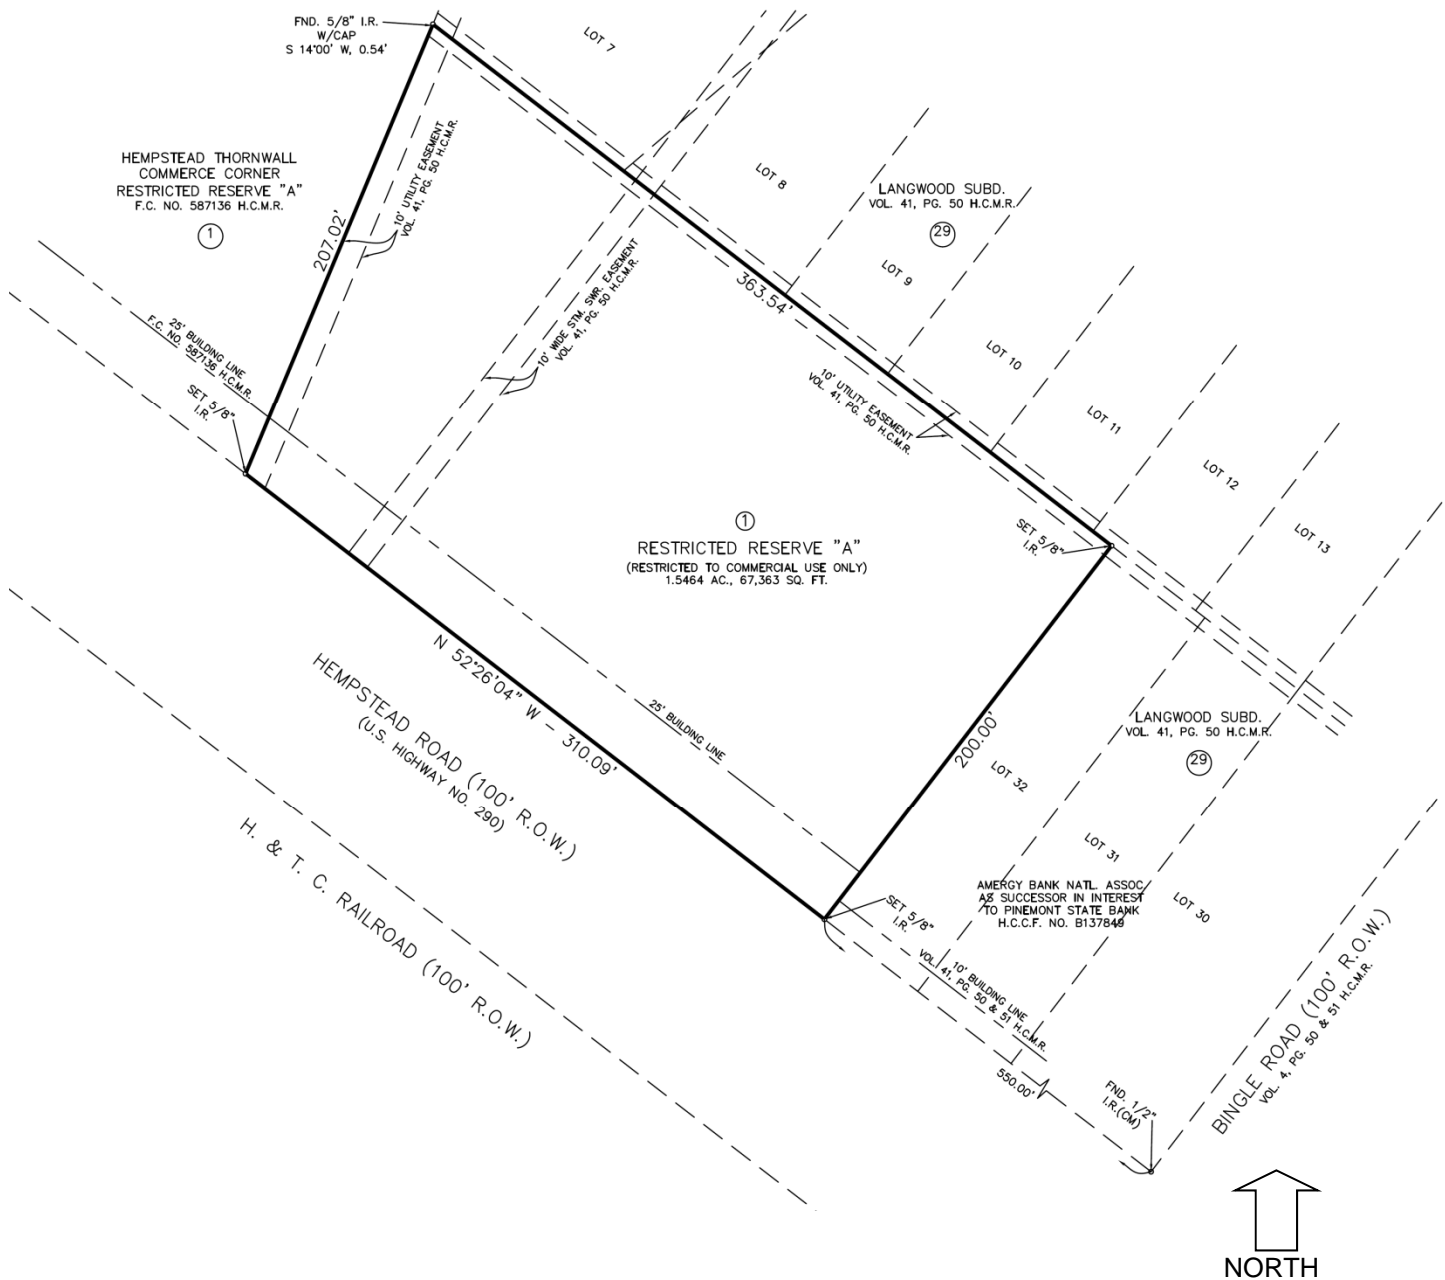 FND. 5/8" I.R.
W/CAP
S 14°00' W, 0.54'
LOT 7
HEMPSTEAD THORNWALL
COMMERCE CORNER
RESTRICTED RESERVE "A"
F.C. NO. 587136 H.C.M.R.
1
207.02'
10' UTILITY EASEMENT
VOL. 41, PG. 50 H.C.M.R.
LOT 8
LANGWOOD SUBD.
VOL. 41, PG. 50 H.C.M.R.
29
LOT 9
363.54'
10' WIDE STM. SWR. EASEMENT
VOL. 41, PG. 50 H.C.M.R.
25' BUILDING LINE
F.C. NO. 587136 H.C.M.R.
SET 5/8"
I.R.
LOT 10
10' UTILITY EASEMENT
VOL. 41, PG. 50 H.C.M.R.
LOT 11
LOT 12
LOT 13
SET 5/8"
I.R.
1
RESTRICTED RESERVE "A"
(RESTRICTED TO COMMERCIAL USE ONLY)
1.5464 AC., 67,363 SQ. FT.
N 52°26'04" W - 310.09'
25' BUILDING LINE
HEMPSTEAD ROAD (100' R.O.W.)
(U.S. HIGHWAY NO. 290)
200.00'
LANGWOOD SUBD.
VOL. 41, PG. 50 H.C.M.R.
29
LOT 32
LOT 31
LOT 30
H. & T. C. RAILROAD (100' R.O.W.)
AMERGY BANK NATL. ASSOC.
AS SUCCESSOR IN INTEREST
TO PINEMONT STATE BANK
H.C.C.F. NO. B137849
SET 5/8"
I.R.
10' BUILDING LINE
VOL. 41, PG. 50 & 51 H.C.M.R.
550.00'
FND. 1/2"
I.R.(CM)
BINGLE ROAD (100' R.O.W.)
VOL. 4, PG. 50 & 51 H.C.M.R.
NORTH